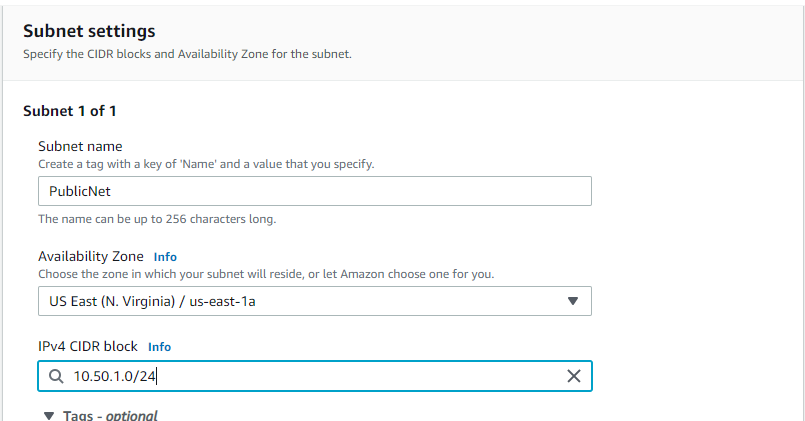 Subnet settings
Specify the CIDR blocks and Availability Zone for the subnet.
Subnet 1 of 1
Subnet name
Create a tag with a key of 'Name' and a value that you specify.
PublicNet
The name can be up to 256 characters long.
Availability Zone Info
Choose the zone in which your subnet will reside, or let Amazon choose one for you.
US East (N. Virginia) / us-east-1a
IPv4 CIDR block Info
10.50.1.0/24
Tags - optional